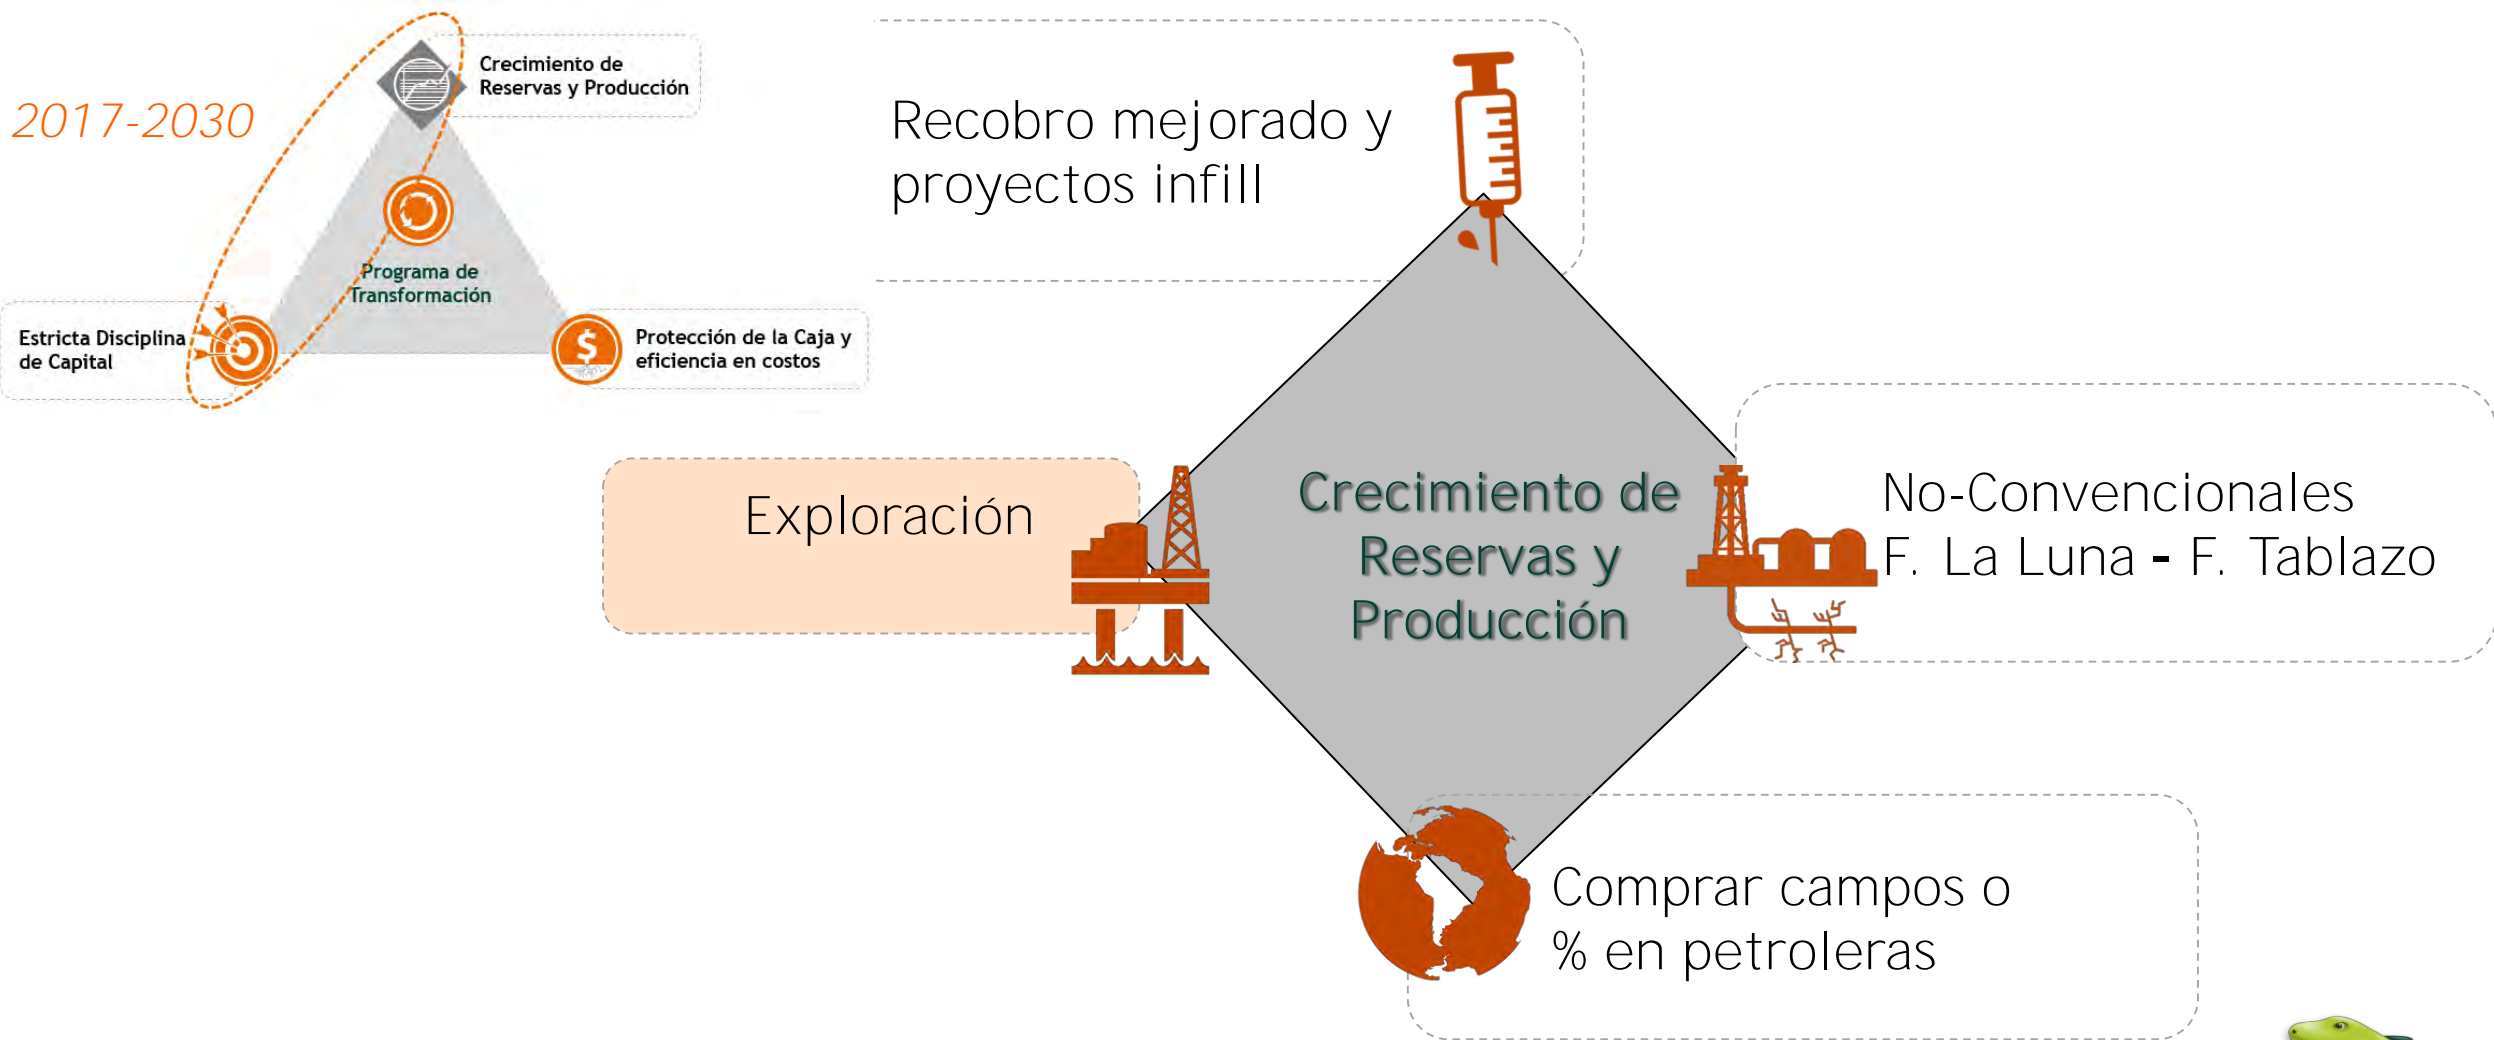 2017-2030
Crecimiento de
Reservas y Producción
Programa de
Transformación
Estricta Disciplina
de Capital
$
Protección de la Caja y
eficiencia en costos
Recobro mejorado y
proyectos infill
Exploración
Crecimiento de
Reservas y
Producción
No-Convencionales
F. La Luna - F. Tablazo
Comprar campos o
% en petroleras